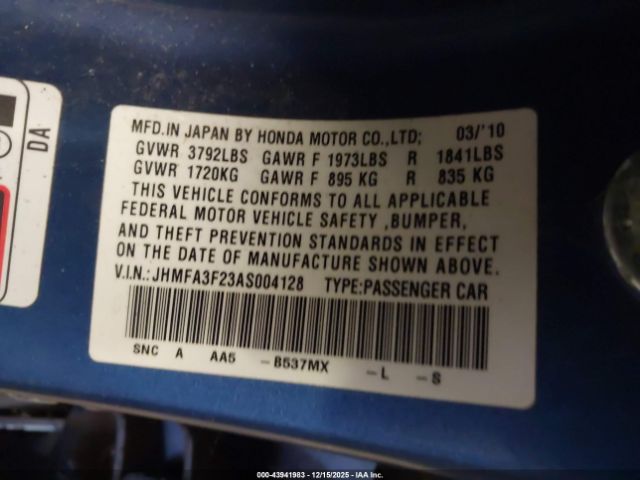 DA
MFD.IN JAPAN BY HONDA MOTOR CO.,LTD; 03/'10
GVWR 3792LBS GAWR F 1973LBS R 1841LBS
GVWR 1720KG GAWR F 895 KG R 835 KG
THIS VEHICLE CONFORMS TO ALL APPLICABLE
FEDERAL MOTOR VEHICLE SAFETY ,BUMPER,
AND THEFT PREVENTION STANDARDS IN EFFECT
ON THE DATE OF MANUFACTURE SHOWN ABOVE.
V.I.N.:JHMFA3F23AS004128 TYPE:PASSENGER CAR
SNC A AA5 -B537MX -L -S
000-43941983 - 12/15/2025 - IAA Inc.